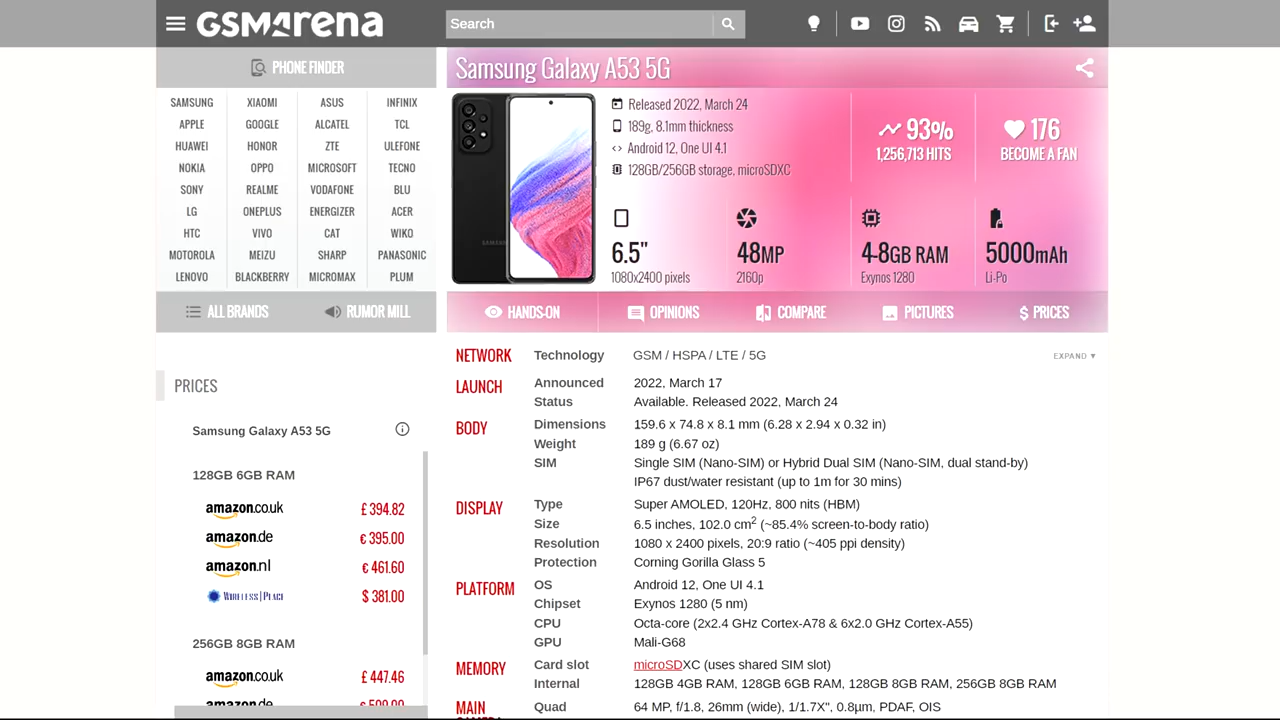 GSMArena
Search
PHONE FINDER
SAMSUNG XIAOMI ASUS INFINIX
APPLE GOOGLE ALCATEL TCL
HUAWEI HONOR ZTE ULEFONE
NOKIA OPPO MICROSOFT TECNO
SONY REALME VODAFONE BLU
LG ONEPLUS ENERGIZER ACER
HTC VIVO CAT WIKO
MOTOROLA MEIZU SHARP PANASONIC
LENOVO BLACKBERRY MICROMAX PLUM
ALL BRANDS RUMOR MILL
Samsung Galaxy A53 5G
SAMSUNG
Released 2022, March 24
189g, 8.1mm thickness
Android 12, One UI 4.1
128GB/256GB storage, microSDXC
93%
1,256,713 HITS
176
BECOME A FAN
6.5"
1080x2400 pixels
48MP
2160p
4-8GB RAM
Exynos 1280
5000mAh
Li-Po
HANDS-ON OPINIONS COMPARE PICTURES $ PRICES
PRICES
Samsung Galaxy A53 5G
128GB 6GB RAM
amazon.co.uk £ 394.82
amazon.de € 395.00
amazon.nl € 461.60
WIRELESS | PLACE $ 381.00
256GB 8GB RAM
amazon.co.uk £ 447.46
amazon.de € 509.00
NETWORK Technology GSM / HSPA / LTE / 5G EXPAND ▼
LAUNCH Announced 2022, March 17
Status Available. Released 2022, March 24
BODY Dimensions 159.6 x 74.8 x 8.1 mm (6.28 x 2.94 x 0.32 in)
Weight 189 g (6.67 oz)
SIM Single SIM (Nano-SIM) or Hybrid Dual SIM (Nano-SIM, dual stand-by)
IP67 dust/water resistant (up to 1m for 30 mins)
DISPLAY Type Super AMOLED, 120Hz, 800 nits (HBM)
Size 6.5 inches, 102.0 cm² (~85.4% screen-to-body ratio)
Resolution 1080 x 2400 pixels, 20:9 ratio (~405 ppi density)
Protection Corning Gorilla Glass 5
PLATFORM OS Android 12, One UI 4.1
Chipset Exynos 1280 (5 nm)
CPU Octa-core (2x2.4 GHz Cortex-A78 & 6x2.0 GHz Cortex-A55)
GPU Mali-G68
MEMORY Card slot microSDXC (uses shared SIM slot)
Internal 128GB 4GB RAM, 128GB 6GB RAM, 128GB 8GB RAM, 256GB 8GB RAM
MAIN Quad 64 MP, f/1.8, 26mm (wide), 1/1.7X", 0.8µm, PDAF, OIS